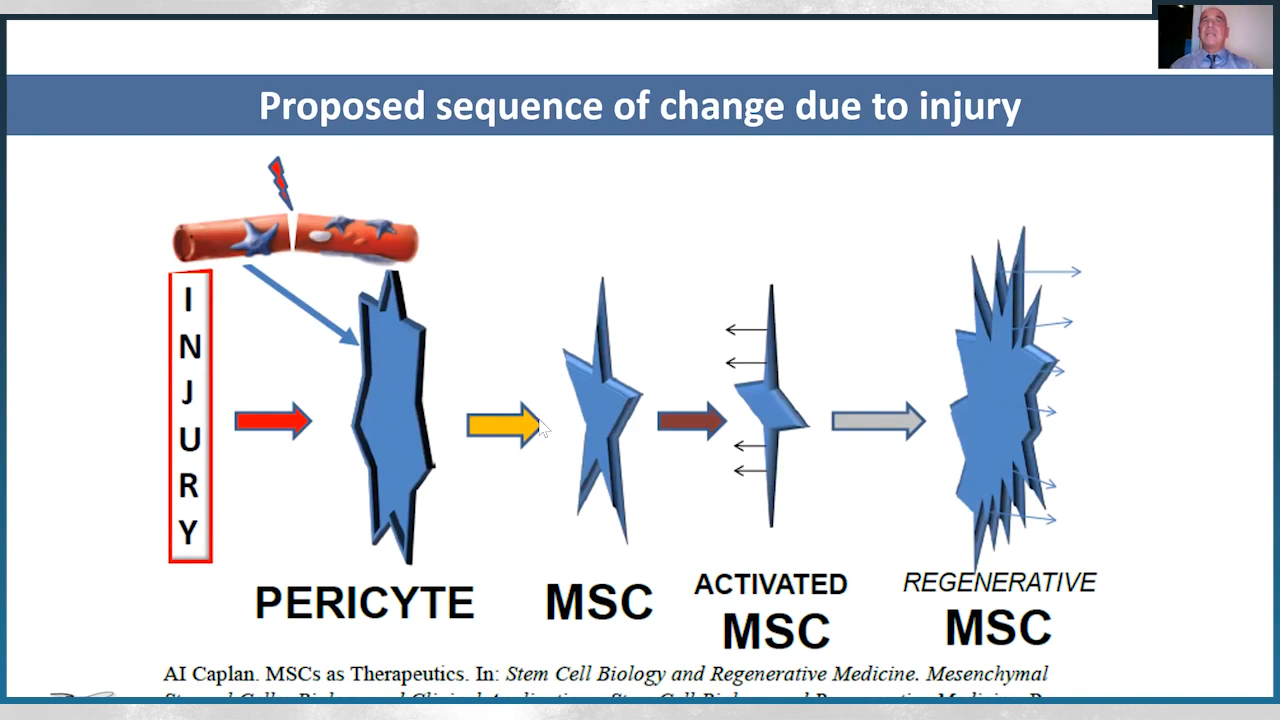 Proposed sequence of change due to injury
INJURY
PERICYTE
MSC
ACTIVATED
MSC
REGENERATIVE
MSC
AI Caplan. MSCs as Therapeutics. In: Stem Cell Biology and Regenerative Medicine. Mesenchymal